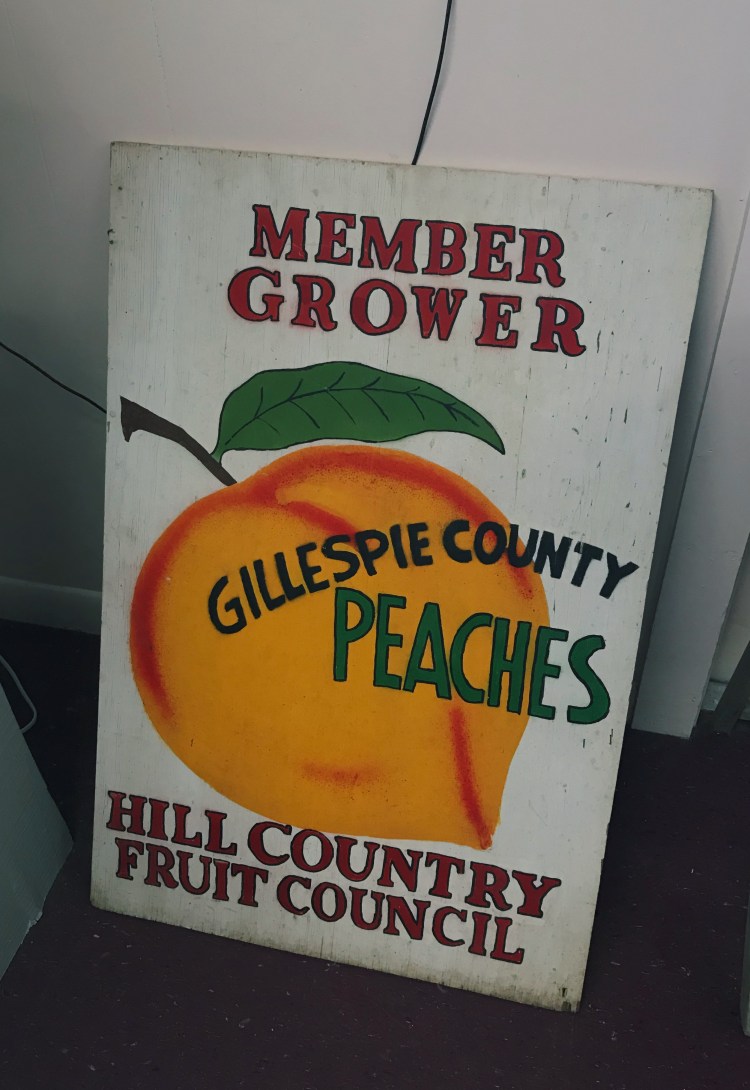 MEMBER
GROWER
GILLESPIE COUNTY
PEACHES
HILL COUNTRY
FRUIT COUNCIL